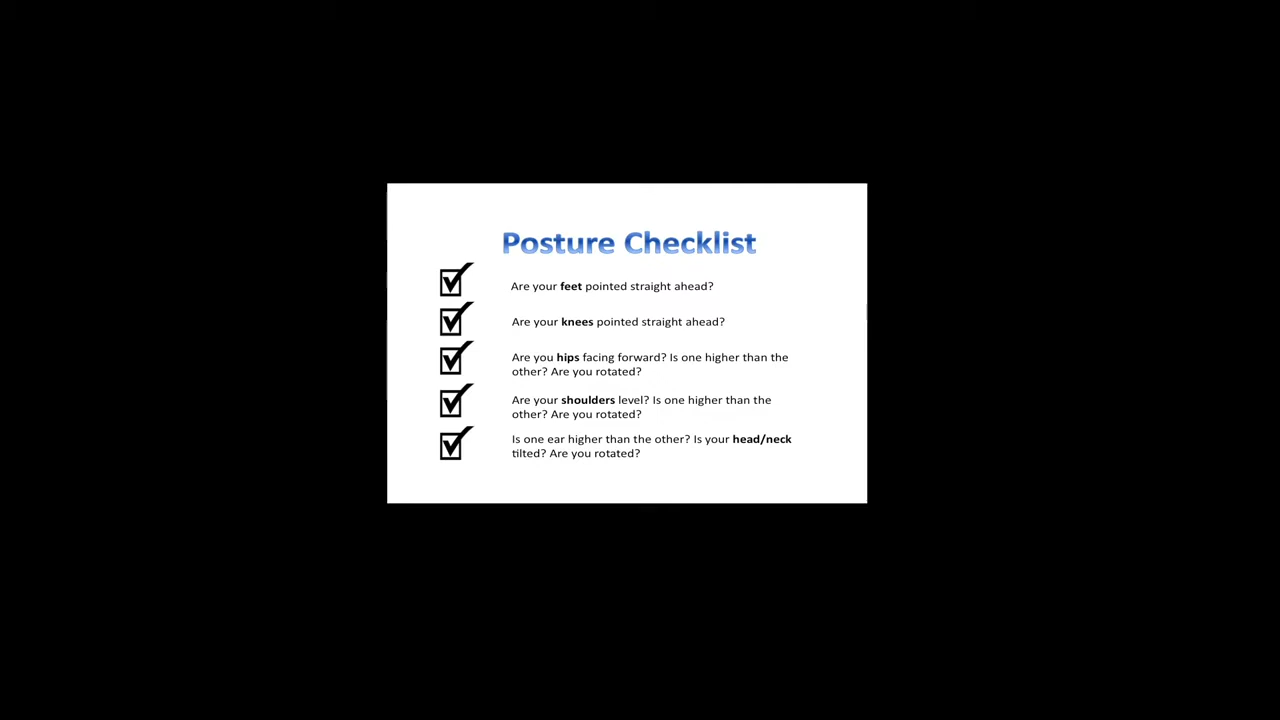 Posture Checklist
Are your feet pointed straight ahead?
Are your knees pointed straight ahead?
Are you hips facing forward? Is one higher than the
other? Are you rotated?
Are your shoulders level? Is one higher than the
other? Are you rotated?
Is one ear higher than the other? Is your head/neck
tilted? Are you rotated?